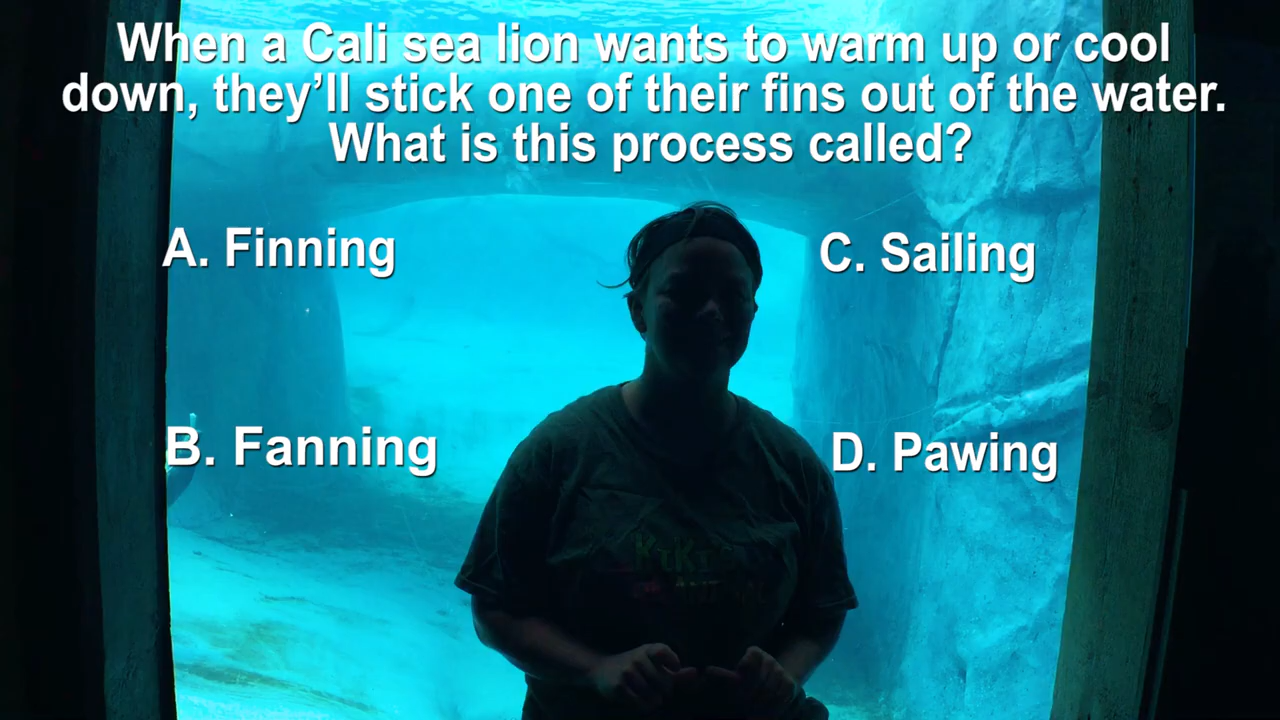 When a Cali sea lion wants to warm up or cool
down, they’ll stick one of their fins out of the water.
What is this process called?
A. Finning
C. Sailing
B. Fanning
D. Pawing